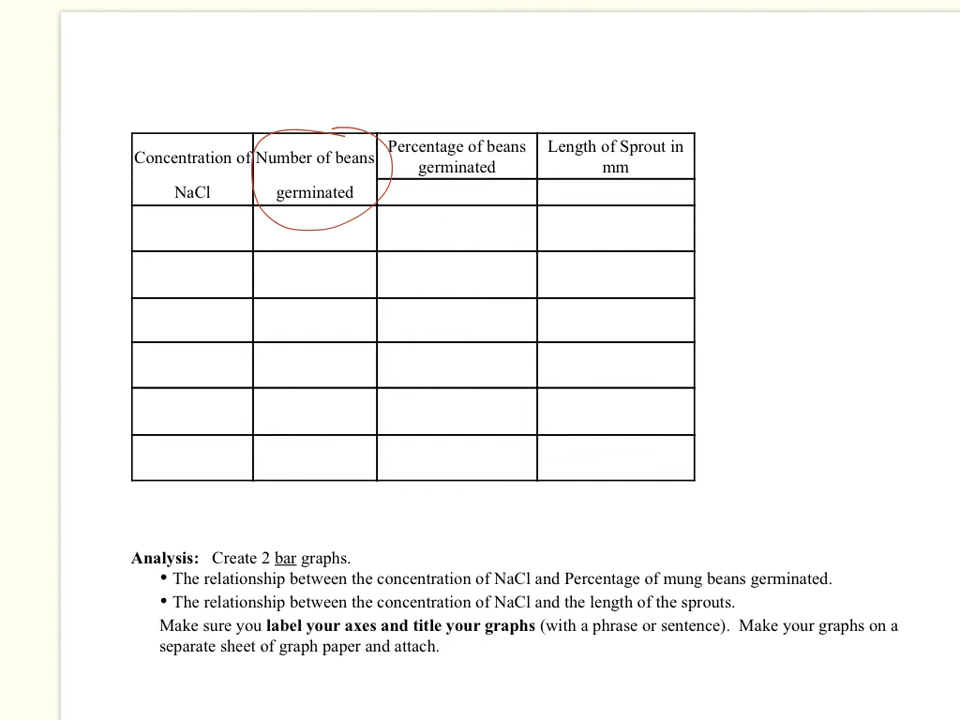 Concentration of
NaCl
Number of beans
germinated
Percentage of beans
germinated
Length of Sprout in
mm
Analysis: Create 2 bar graphs.
• The relationship between the concentration of NaCl and Percentage of mung beans germinated.
• The relationship between the concentration of NaCl and the length of the sprouts.
Make sure you label your axes and title your graphs (with a phrase or sentence). Make your graphs on a
separate sheet of graph paper and attach.